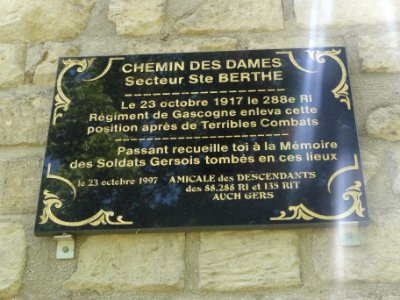 CHEMIN DES DAMES
Secteur Ste BERTHE
Le 23 octobre 1917 le 288e RI
Régiment de Gascogne enleva cette
position après de Terribles Combats
Passant recueille toi à la Mémoire
des Soldats Gersois tombés en ces lieux
le 23 octobre 1997 AMICALE des DESCENDANTS
des 88.288 RI et 135 RIT
AUCH GERS